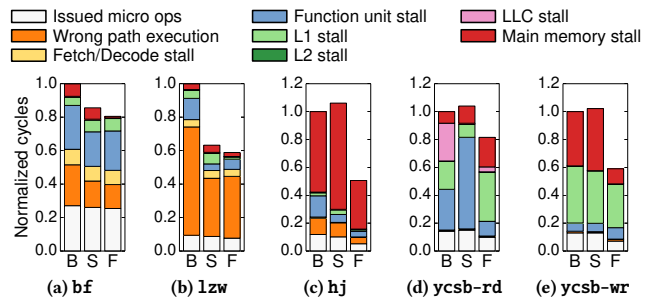 Issued micro ops Function unit stall LLC stall
Wrong path execution L1 stall Main memory stall
Fetch/Decode stall L2 stall
Normalized cycles
1.0 1.0 1.2 1.2 1.2
0.8 0.8 1.0 1.0 1.0
0.6 0.6 0.8 0.8 0.8
0.4 0.4 0.6 0.6 0.6
0.2 0.2 0.4 0.4 0.4
0.0 0.0 0.2 0.2 0.2
0.0 0.0 0.0
B S F B S F B S F B S F B S F
(a) bf (b) lzw (c) hj (d) ycsb-rd (e) ycsb-wr